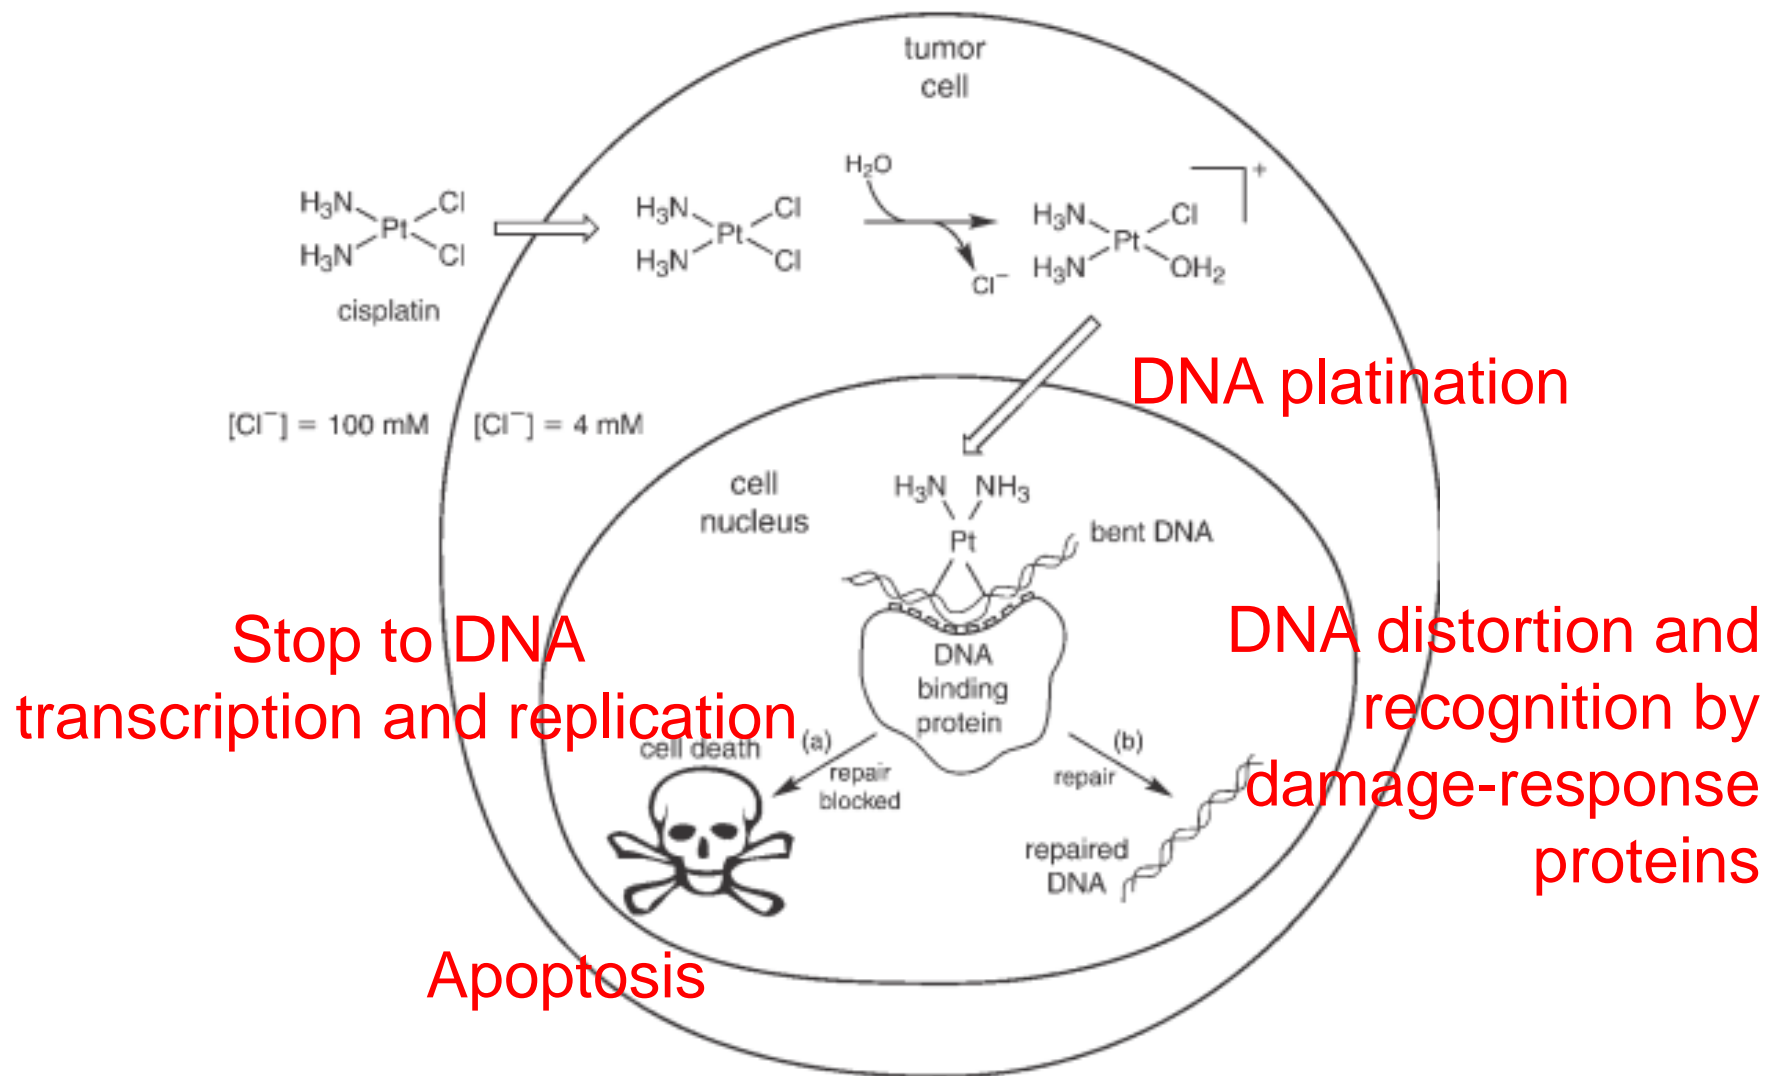 tumor
cell
H₂O
+
H₃N
Cl
Pt
H₃N
Cl
cisplatin
H₃N
Cl
Pt
H₃N
Cl
Cl⁻
H₃N
Cl
Pt
H₃N
OH₂
DNA platination
[Cl⁻] = 100 mM
[Cl⁻] = 4 mM
cell
nucleus
H₃N
NH₃
Pt
bent DNA
DNA
binding
protein
Stop to DNA
transcription and replication
DNA distortion and
recognition by
damage-response
proteins
cell death
(a)
repair
blocked
(b)
repair
repaired
DNA
Apoptosis